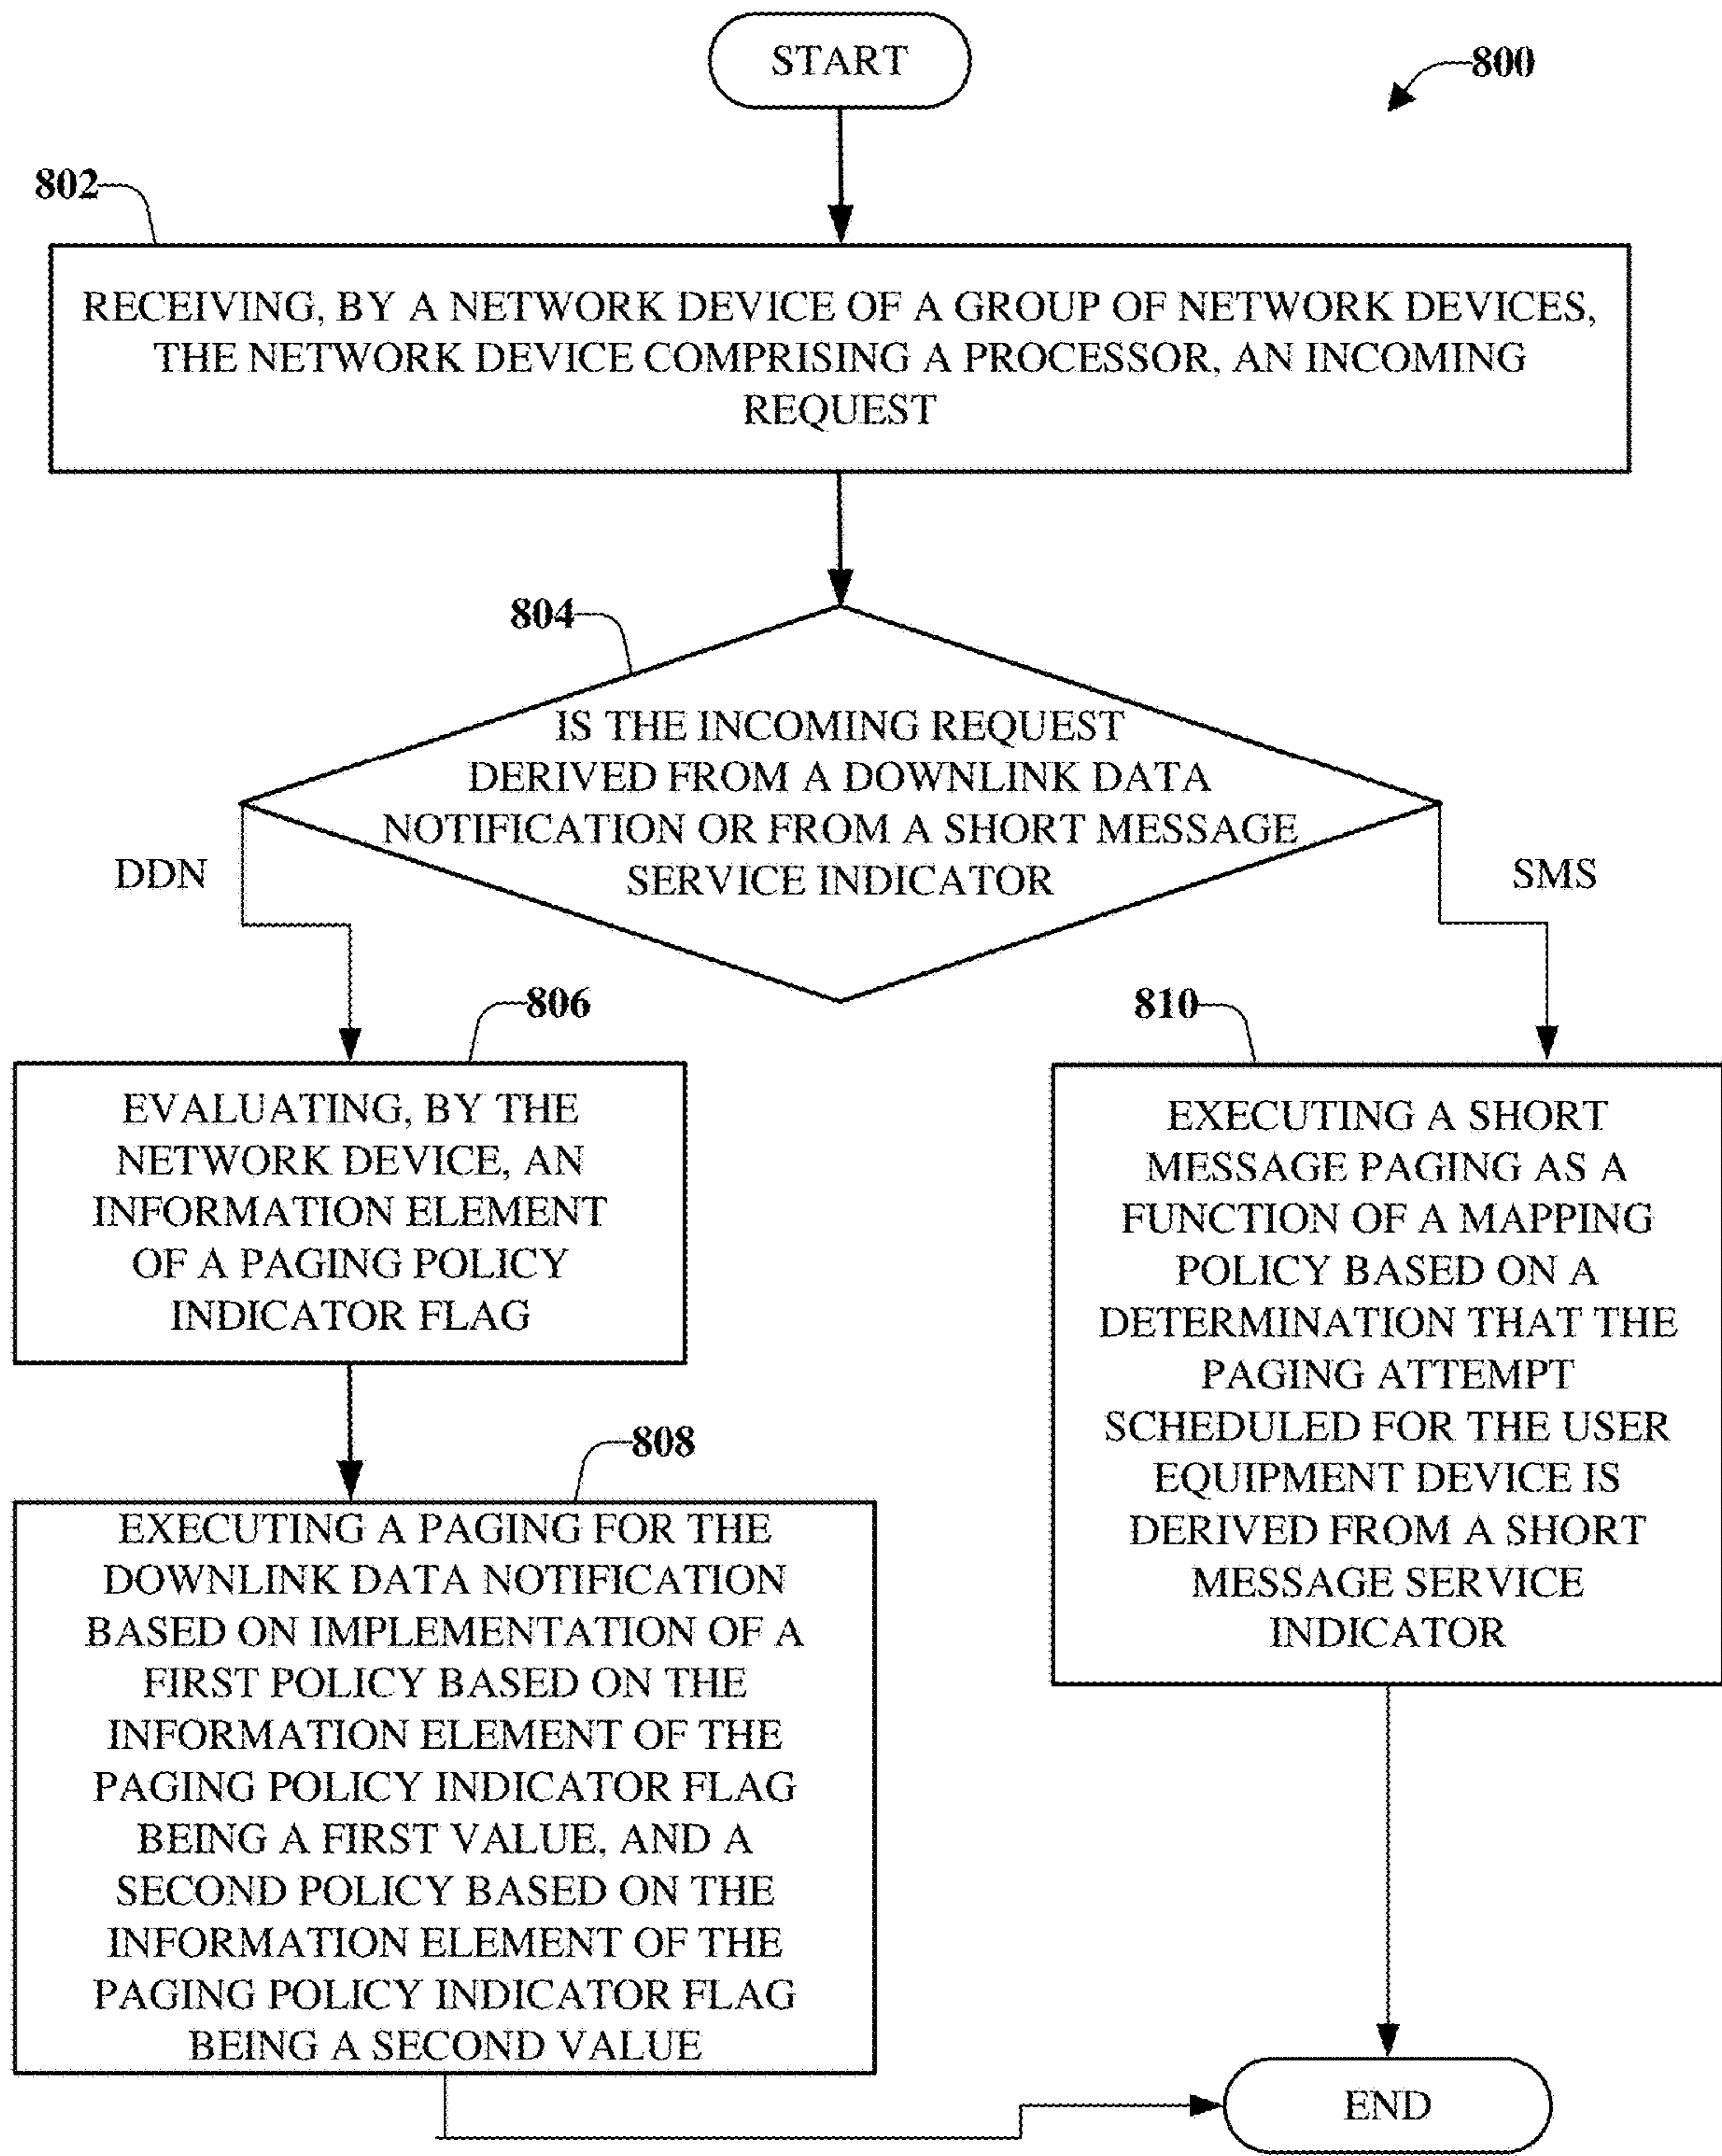 START
800
802
RECEIVING, BY A NETWORK DEVICE OF A GROUP OF NETWORK DEVICES,
THE NETWORK DEVICE COMPRISING A PROCESSOR, AN INCOMING
REQUEST
804
IS THE INCOMING REQUEST
DERIVED FROM A DOWNLINK DATA
NOTIFICATION OR FROM A SHORT MESSAGE
SERVICE INDICATOR
DDN
SMS
806
EVALUATING, BY THE
NETWORK DEVICE, AN
INFORMATION ELEMENT
OF A PAGING POLICY
INDICATOR FLAG
808
EXECUTING A PAGING FOR THE
DOWNLINK DATA NOTIFICATION
BASED ON IMPLEMENTATION OF A
FIRST POLICY BASED ON THE
INFORMATION ELEMENT OF THE
PAGING POLICY INDICATOR FLAG
BEING A FIRST VALUE, AND A
SECOND POLICY BASED ON THE
INFORMATION ELEMENT OF THE
PAGING POLICY INDICATOR FLAG
BEING A SECOND VALUE
810
EXECUTING A SHORT
MESSAGE PAGING AS A
FUNCTION OF A MAPPING
POLICY BASED ON A
DETERMINATION THAT THE
PAGING ATTEMPT
SCHEDULED FOR THE USER
EQUIPMENT DEVICE IS
DERIVED FROM A SHORT
MESSAGE SERVICE
INDICATOR
END